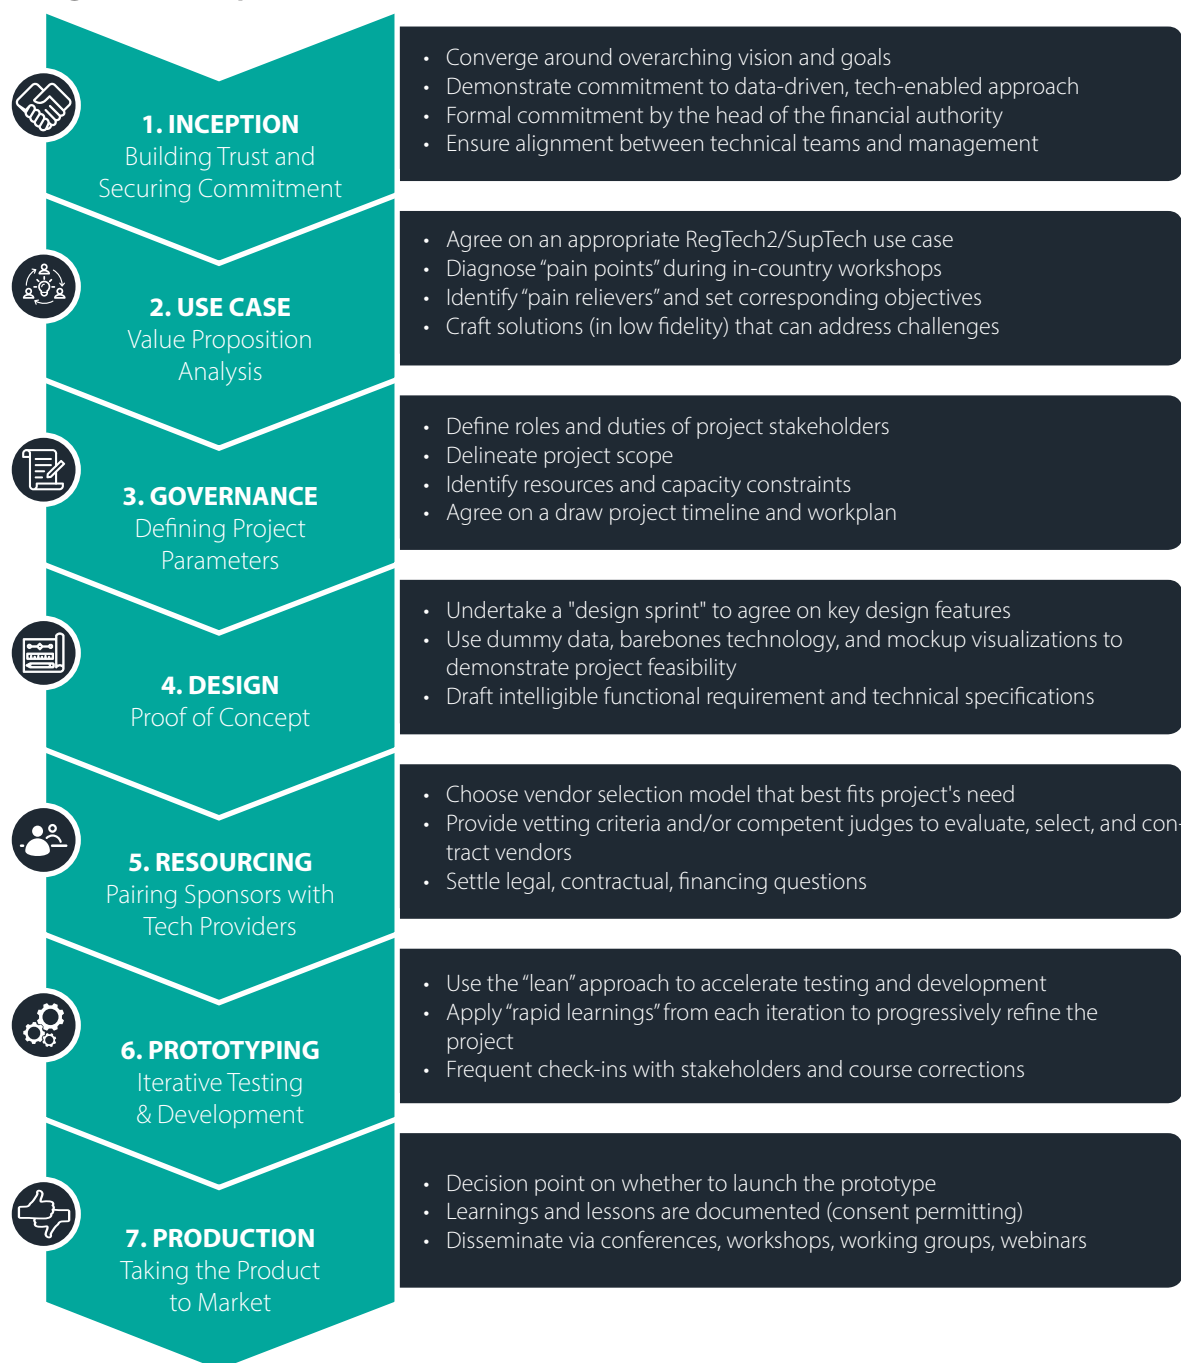 1. INCEPTION
Building Trust and
Securing Commitment
• Converge around overarching vision and goals
• Demonstrate commitment to data-driven, tech-enabled approach
• Formal commitment by the head of the financial authority
• Ensure alignment between technical teams and management
2. USE CASE
Value Proposition
Analysis
• Agree on an appropriate RegTech2/SupTech use case
• Diagnose “pain points” during in-country workshops
• Identify “pain relievers” and set corresponding objectives
• Craft solutions (in low fidelity) that can address challenges
3. GOVERNANCE
Defining Project
Parameters
• Define roles and duties of project stakeholders
• Delineate project scope
• Identify resources and capacity constraints
• Agree on a draw project timeline and workplan
4. DESIGN
Proof of Concept
• Undertake a "design sprint" to agree on key design features
• Use dummy data, barebones technology, and mockup visualizations to
demonstrate project feasibility
• Draft intelligible functional requirement and technical specifications
5. RESOURCING
Pairing Sponsors with
Tech Providers
• Choose vendor selection model that best fits project's need
• Provide vetting criteria and/or competent judges to evaluate, select, and con-
tract vendors
• Settle legal, contractual, financing questions
6. PROTOTYPING
Iterative Testing
& Development
• Use the “lean” approach to accelerate testing and development
• Apply “rapid learnings” from each iteration to progressively refine the
project
• Frequent check-ins with stakeholders and course corrections
7. PRODUCTION
Taking the Product
to Market
• Decision point on whether to launch the prototype
• Learnings and lessons are documented (consent permitting)
• Disseminate via conferences, workshops, working groups, webinars